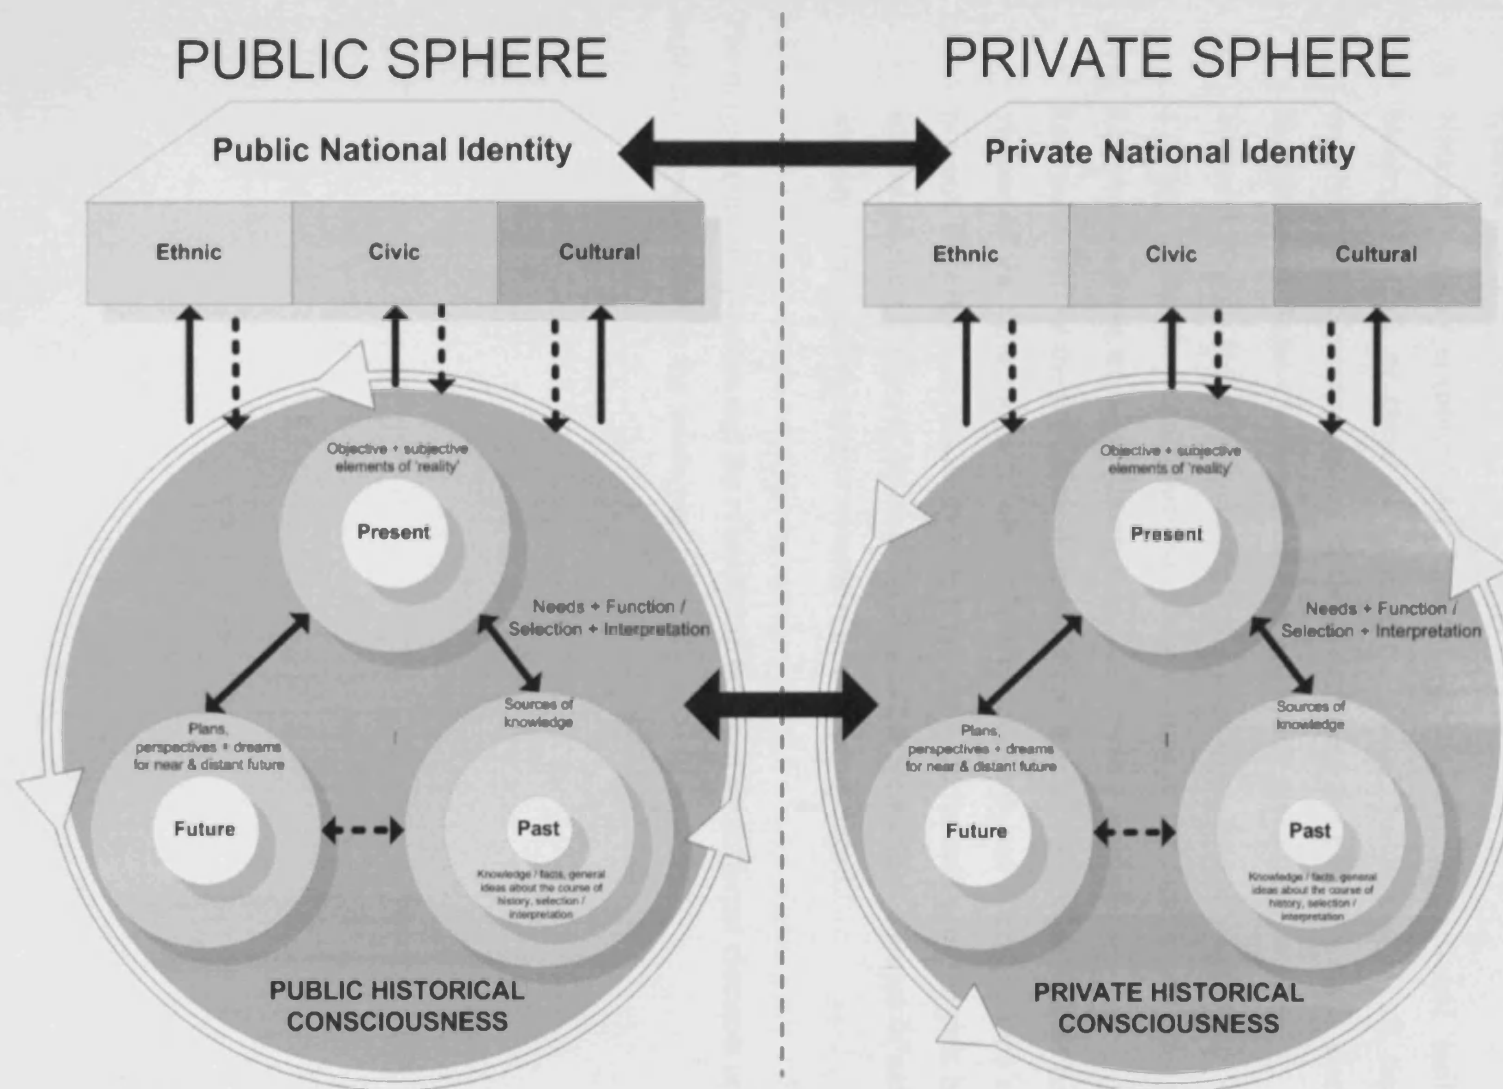 PUBLIC SPHERE
Public National Identity
Ethnic
Civic
Cultural
Objective + subjective
elements of 'reality'
Present
Needs + Function /
Selection + Interpretation
Plans,
perspectives + dreams
for near & distant future
Future
Sources of
knowledge
Past
Knowledge / facts, general
ideas about the course of
history, selection /
interpretation
PUBLIC HISTORICAL
CONSCIOUSNESS
PRIVATE SPHERE
Private National Identity
Ethnic
Civic
Cultural
Objective + subjective
elements of 'reality'
Present
Needs + Function /
Selection + Interpretation
Plans,
perspectives + dreams
for near & distant future
Future
Sources of
knowledge
Past
Knowledge / facts, general
ideas about the course of
history, selection /
interpretation
PRIVATE HISTORICAL
CONSCIOUSNESS